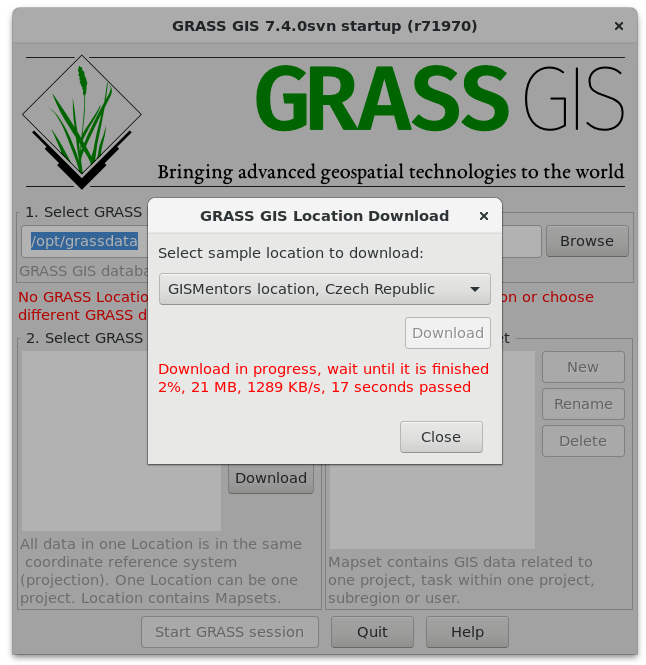 GRASS GIS 7.4.0svn startup (r71970)
GRASS GIS
Bringing advanced geospatial technologies to the world
1. Select GRASS
/opt/grassdata
Browse
GRASS GIS
No GRASS
on or choose
different GRASS
GRASS GIS Location Download
Select sample location to download:
GISMentors location, Czech Republic
Download
Download in progress, wait until it is finished
2%, 21 MB, 1289 KB/s, 17 seconds passed
Close
2. Select GRASS
New
Rename
Delete
Download
All data in one Location is in the same
coordinate reference system
(projection). One Location can be one
project. Location contains Mapsets.
Mapset contains GIS data related to
one project, task within one project,
subregion or user.
Start GRASS session
Quit
Help